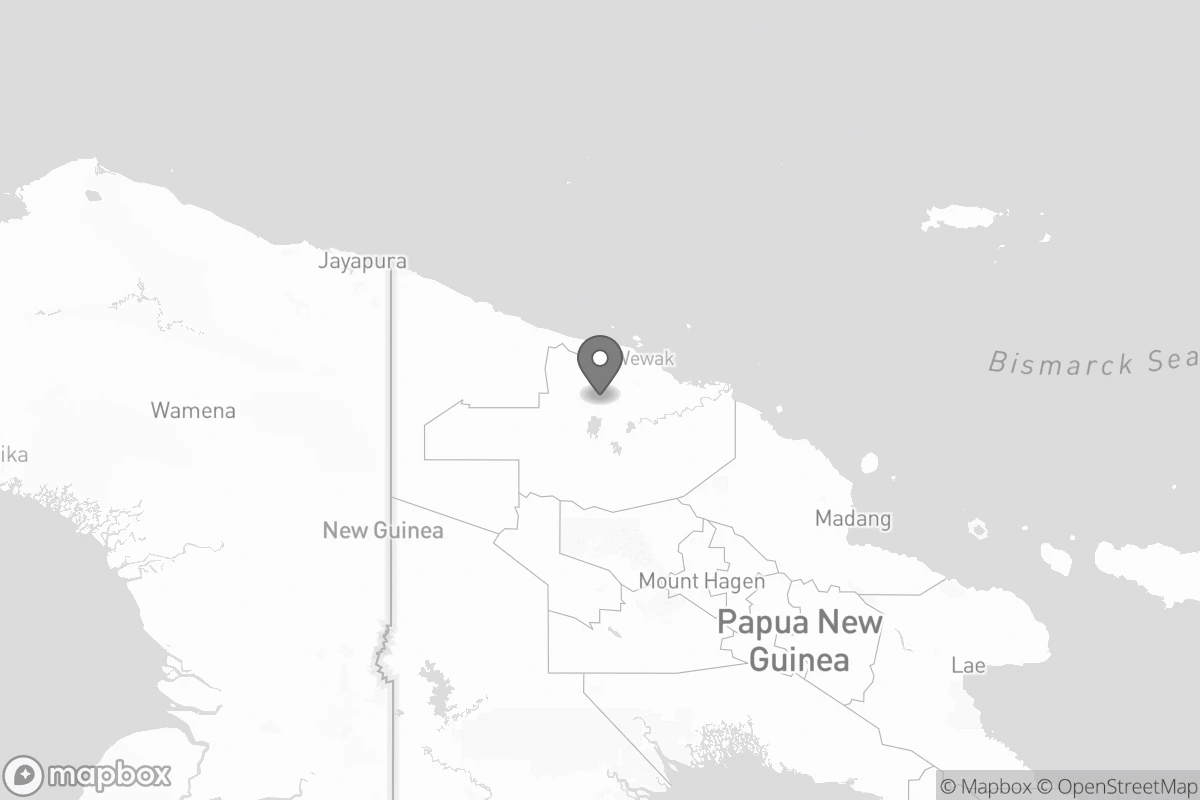 Jayapura
Wewak
Bismarck Sea
Wamena
ika
Madang
New Guinea
Mount Hagen
Papua New
Guinea
Lae
mapbox
© Mapbox © OpenStreetMap